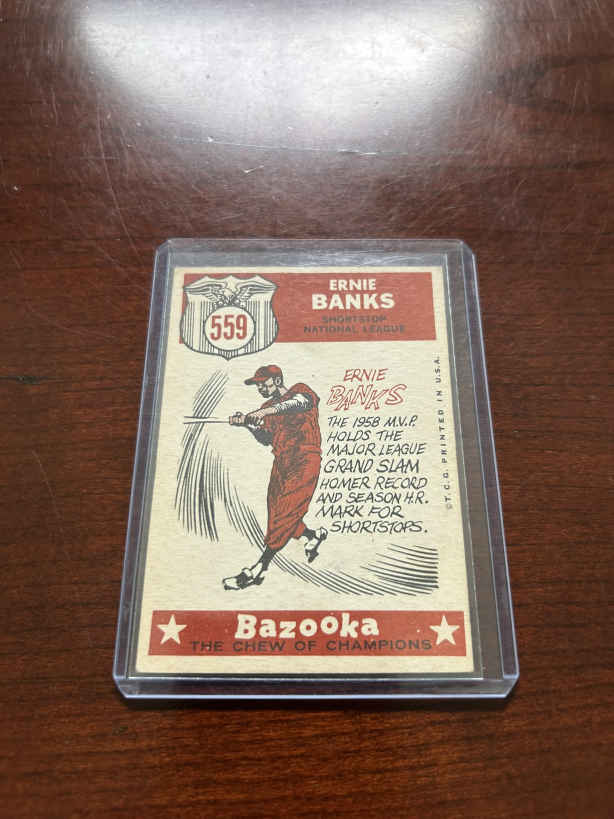 559
ERNIE
BANKS
SHORTSTOP
NATIONAL LEAGUE
ERNIE
BANKS
THE 1958 M.V.P.
HOLDS THE
MAJOR LEAGUE
GRAND SLAM
HOMER RECORD
AND SEASON H.R.
MARK FOR
SHORTSTOPS.
©T.C.G. PRINTED IN U.S.A.
Bazooka
THE CHEW OF CHAMPIONS